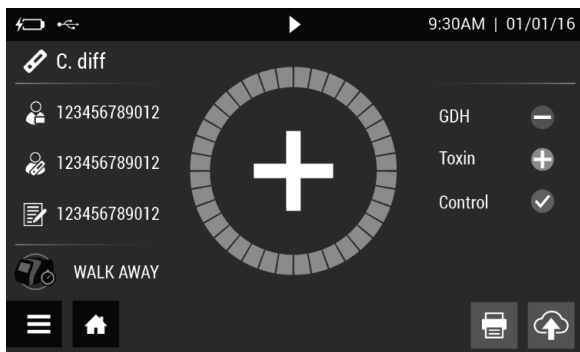 9:30AM | 01/01/16
C. diff
123456789012
123456789012
123456789012
WALK AWAY
GDH
Toxin
Control